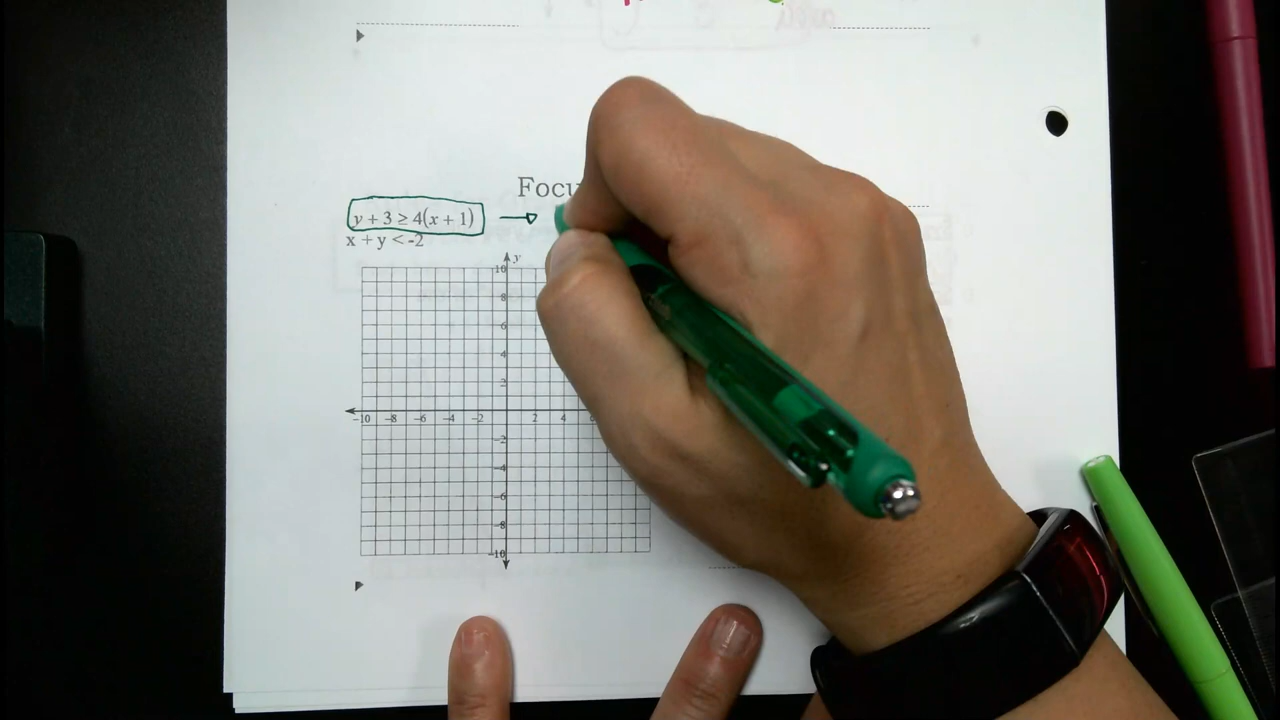 Focu
y + 3 ≥ 4(x + 1)
x + y < -2
y
10
8
6
4
2
-10 -8 -6 -4 -2 2 4
-2
-4
-6
-8
-10